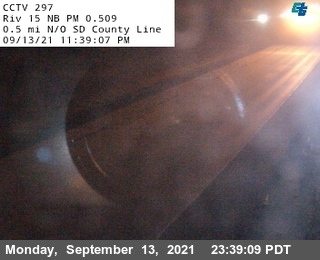 CCTV 297
Riv 15 NB PM 0.509
0.5 mi N/O SD County Line
09/13/21 11:39:07 PM
Monday, September 13, 2021 23:39:09 PDT